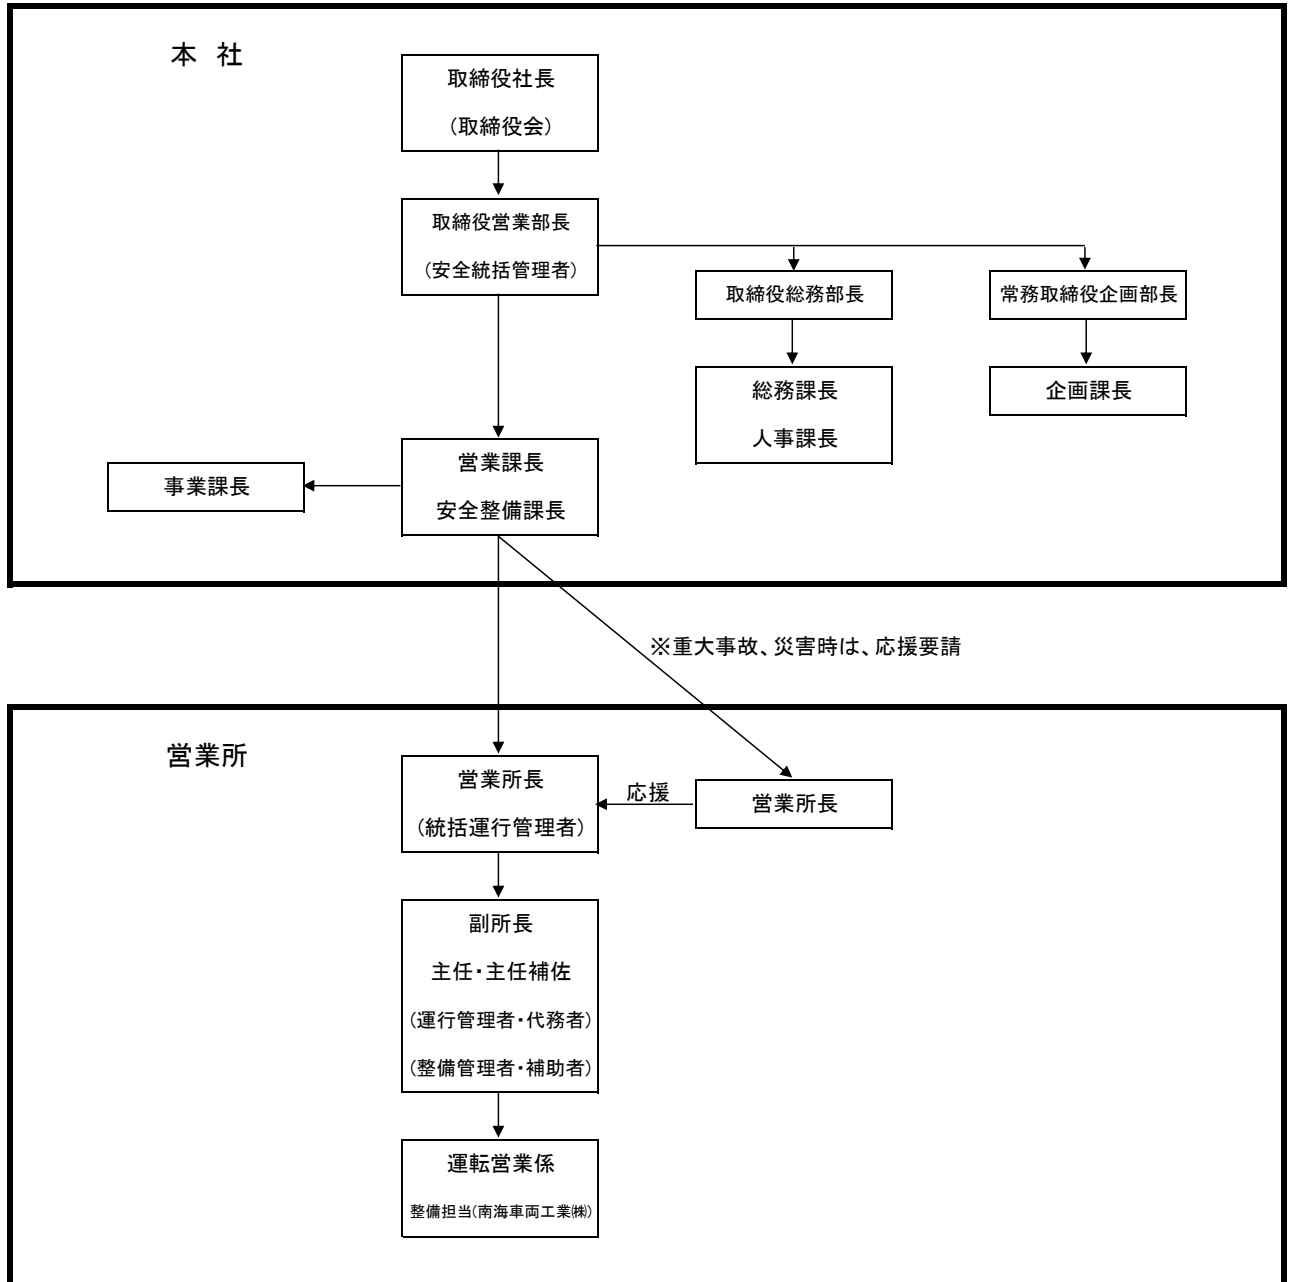 本 社
取締役社長
(取締役会)
取締役営業部長
(安全統括管理者)
取締役総務部長
常務取締役企画部長
総務課長
人事課長
企画課長
営業課長
安全整備課長
事業課長
※重大事故、災害時は、応援要請
営業所
営業所長
(統括運行管理者)
応援
営業所長
副所長
主任・主任補佐
(運行管理者・代務者)
(整備管理者・補助者)
運転営業係
整備担当(南海車両工業㈱)